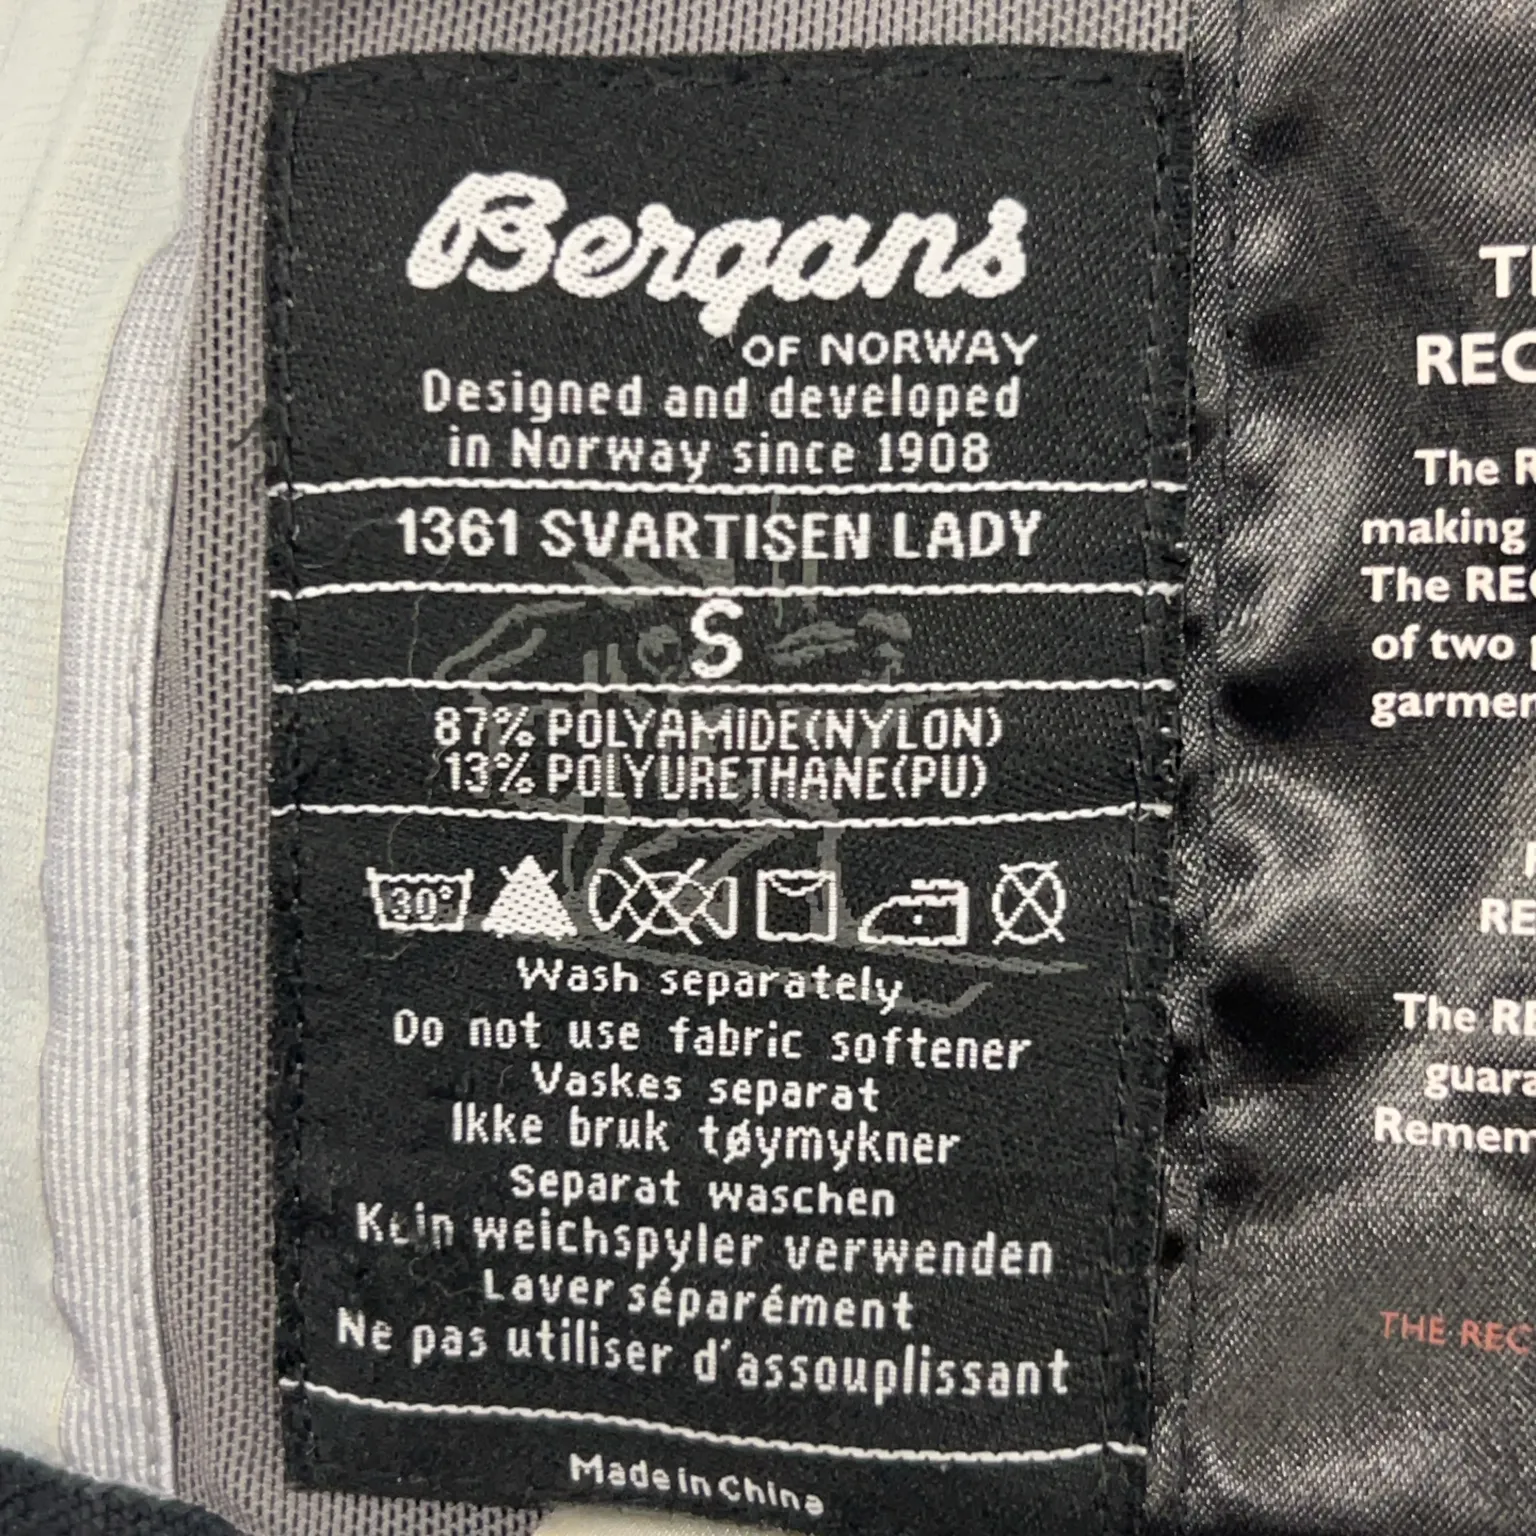 Bergans
OF NORWAY
Designed and developed
in Norway since 1908
1361 SVARTISEN LADY
S
87% POLYAMIDE(NYLON)
13% POLYURETHANE(PU)
30°
Wash separately
Do not use fabric softener
Vaskes separat
Ikke bruk tøymykner
Separat waschen
Kein weichspyler verwenden
Laver séparément
Ne pas utiliser d'assouplissant
Made in China
REC
The R
making
The REC
of two
garmen
RE
The RE
guara
Remem
THE REC